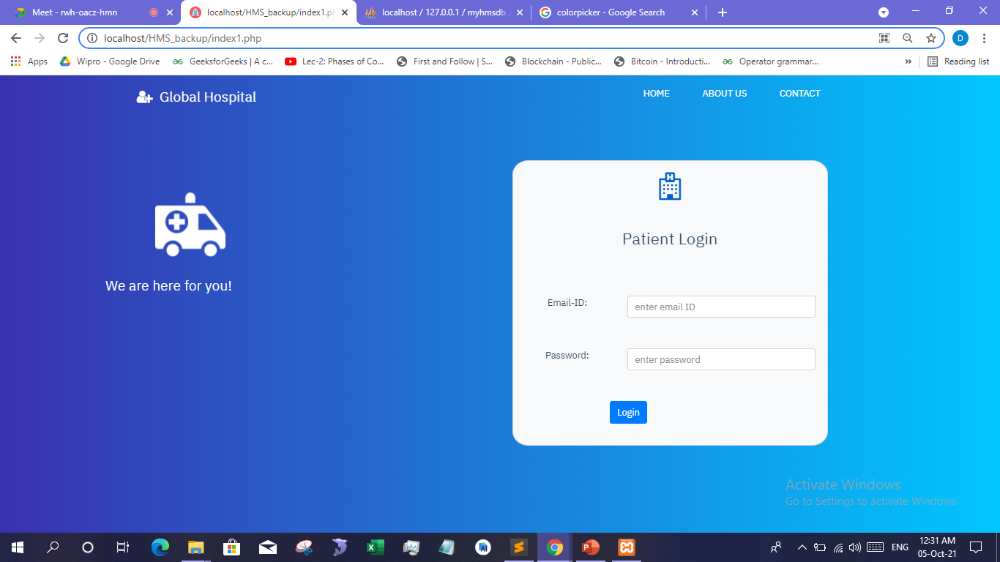 Meet - rwh-oacz-hmn
localhost/HMS_backup/index1.ph
localhost / 127.0.0.1 / myhmsdb
colorpicker - Google Search
localhost/HMS_backup/index1.php
D
Apps
Wipro - Google Drive
GeeksforGeeks | A c...
Lec-2: Phases of Co...
First and Follow | S...
Blockchain - Public...
Bitcoin - Introducti...
Operator grammar...
»
Reading list
Global Hospital
HOME
ABOUT US
CONTACT
H
We are here for you!
Patient Login
Email-ID:
enter email ID
Password:
enter password
Login
Activate Windows
Go to Settings to activate Windows.
ENG
12:31 AM
05-Oct-21